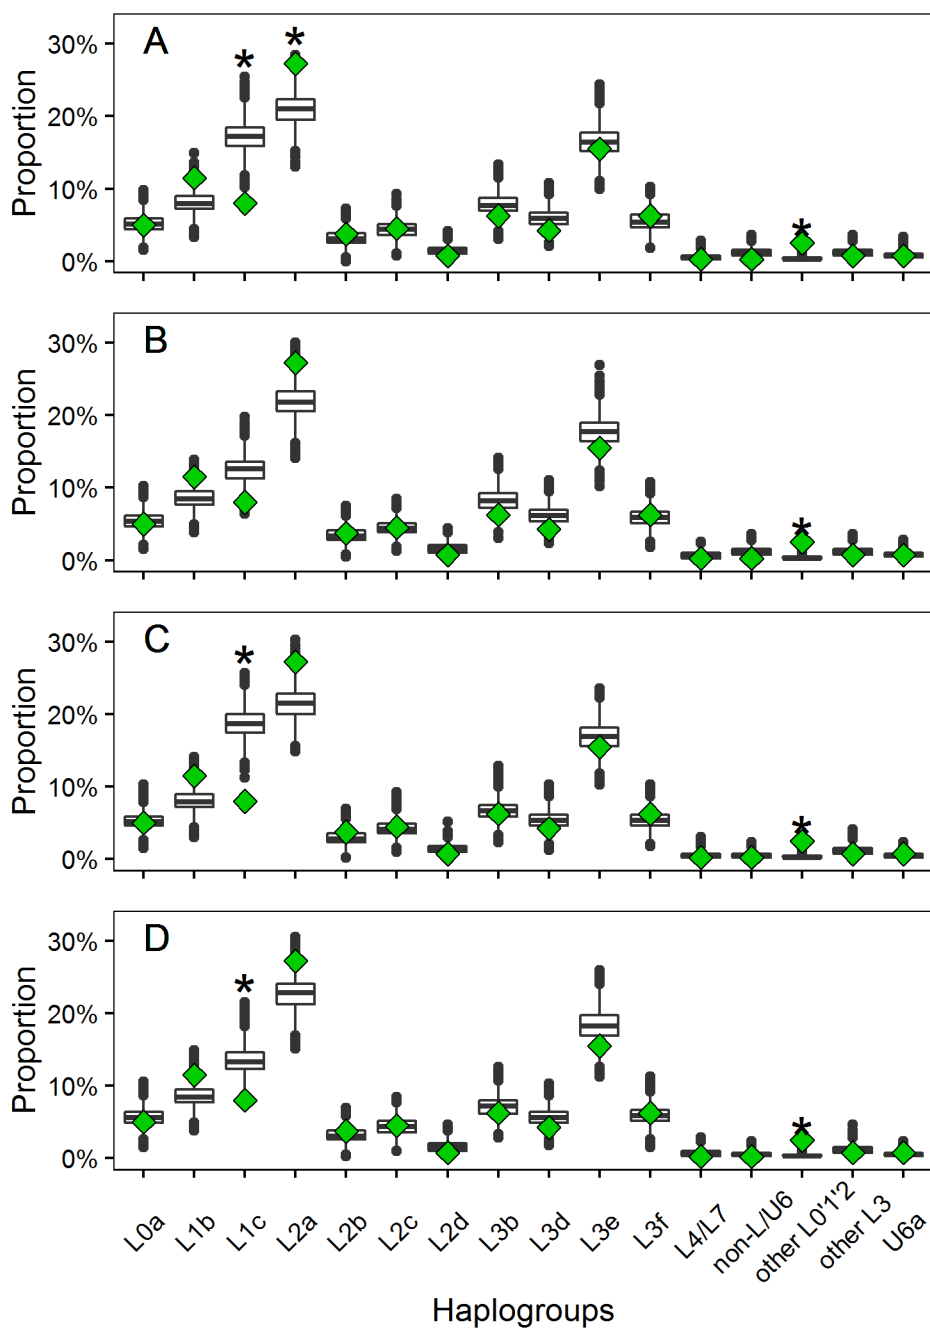 A
*
*
*
30%
20%
10%
0%
Proportion
B
*
30%
20%
10%
0%
Proportion
C
*
*
30%
20%
10%
0%
Proportion
D
*
*
30%
20%
10%
0%
Proportion
L0a
L1b
L1c
L2a
L2b
L2c
L2d
L3b
L3d
L3e
L3f
L4/L7
non-L/U6
other L0'1'2
other L3
U6a
Haplogroups